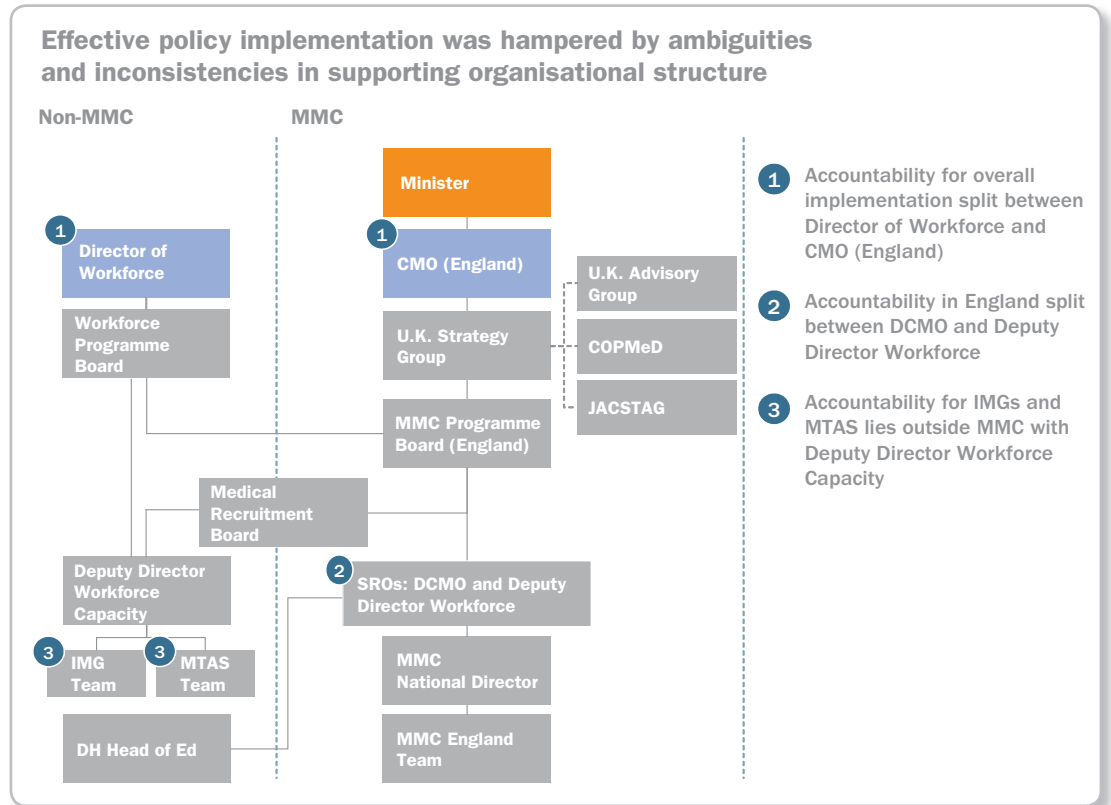 Effective policy implementation was hampered by ambiguities
and inconsistencies in supporting organisational structure
Non-MMC
MMC
Minister
1
Director of
Workforce
1
CMO (England)
U.K. Advisory
Group
Workforce
Programme
Board
U.K. Strategy
Group
COPMeD
JACSTAG
MMC Programme
Board (England)
Medical
Recruitment
Board
Deputy Director
Workforce
Capacity
2
SROs: DCMO and Deputy
Director Workforce
3
IMG
Team
3
MTAS
Team
MMC
National Director
DH Head of Ed
MMC England
Team
1
Accountability for overall
implementation split between
Director of Workforce and
CMO (England)
2
Accountability in England split
between DCMO and Deputy
Director Workforce
3
Accountability for IMGs and
MTAS lies outside MMC with
Deputy Director Workforce
Capacity